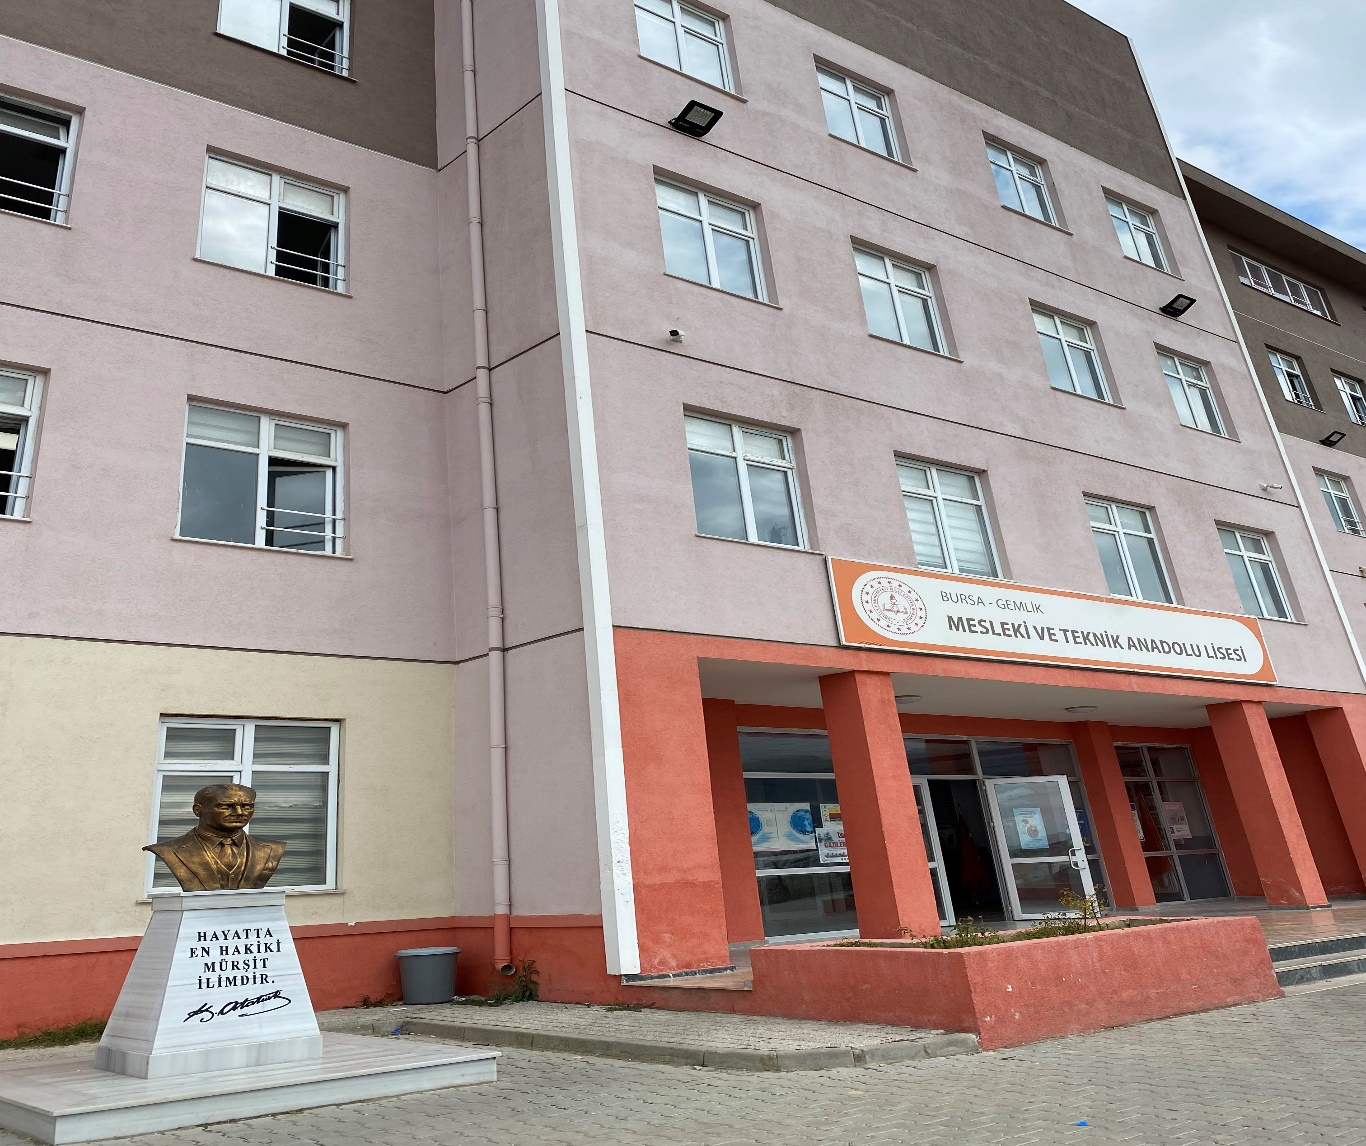 BURSA - GEMLİK
MESLEKİ VE TEKNİK ANADOLU LİSESİ
HAYATTA
EN HAKİKİ
MÜRŞİT
İLİMDİR.
K. Atatürk